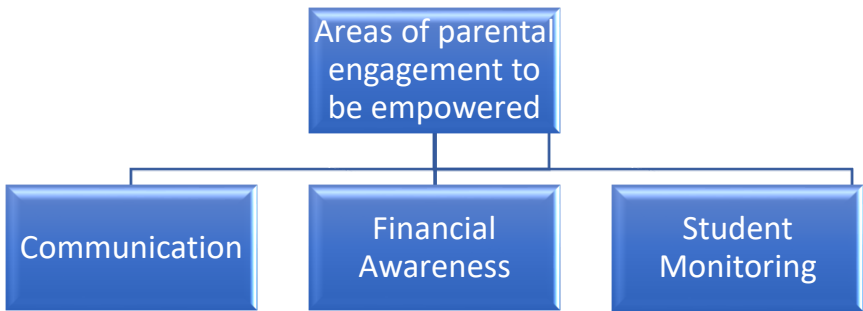 Areas of parental
engagement to
be empowered
Communication
Financial
Awareness
Student
Monitoring